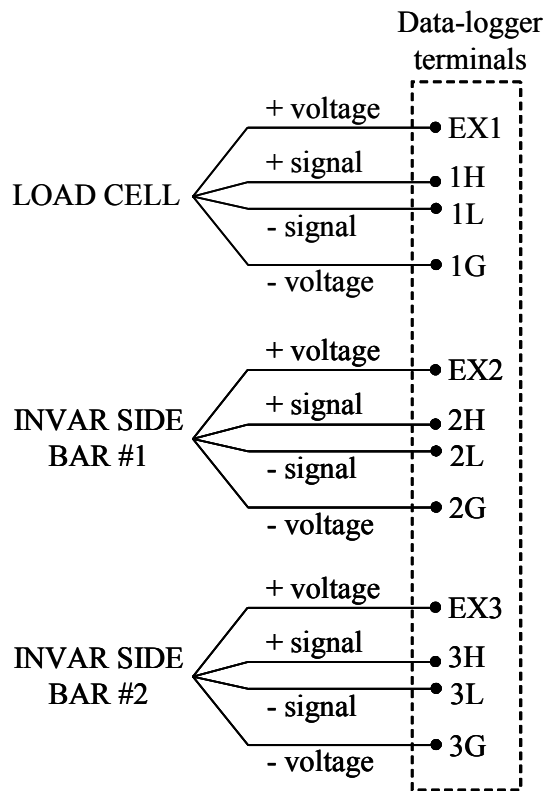 Data-logger
terminals
+ voltage
EX1
+ signal
1H
LOAD CELL
1L
- signal
1G
- voltage
+ voltage
EX2
+ signal
2H
INVAR SIDE
BAR #1
2L
- signal
2G
- voltage
+ voltage
EX3
+ signal
3H
INVAR SIDE
BAR #2
3L
- signal
3G
- voltage